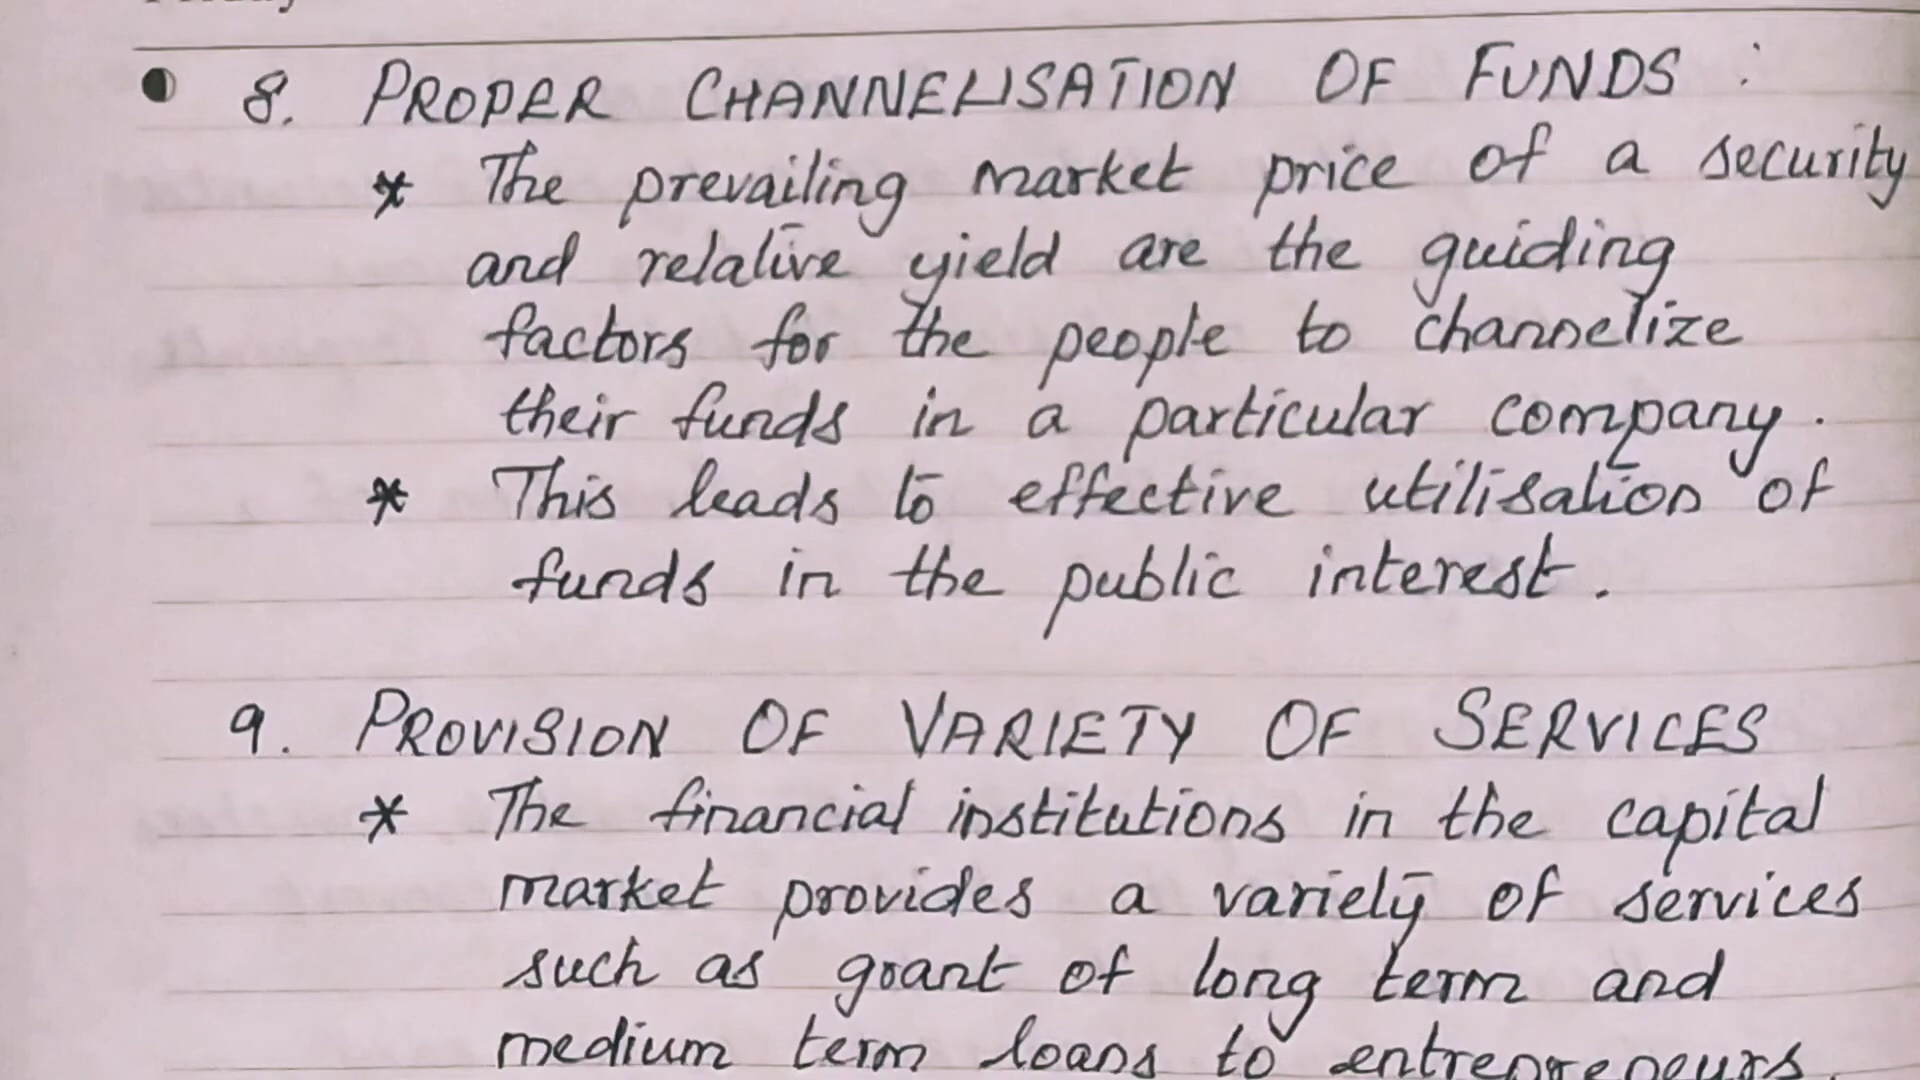 8. PROPER CHANNELISATION OF FUNDS :
* The prevailing market price of a security
and relative yield are the guiding
factors for the people to channelize
their funds in a particular company.
* This leads to effective utilisation of
funds in the public interest.
9. PROVISION OF VARIETY OF SERVICES
* The financial institutions in the capital
market provides a variety of services
such as grant of long term and
medium term loans to entrepreneurs,